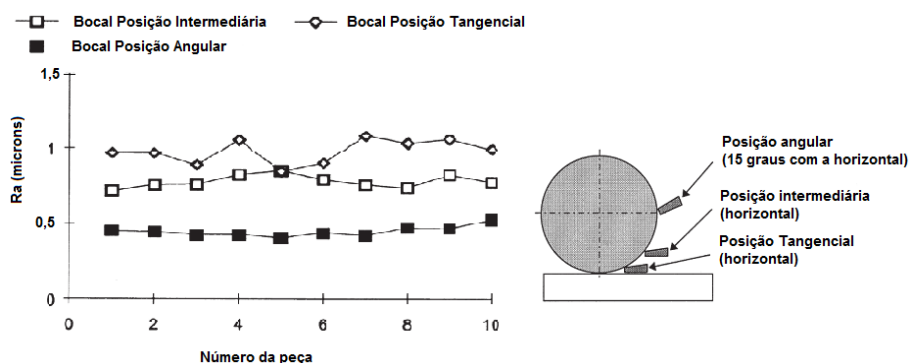 Bocal Posição Intermediária
Bocal Posição Tangencial
Bocal Posição Angular
1,5
1
0,5
0
Ra (microns)
0
2
4
6
8
10
Número da peça
Posição angular
(15 graus com a horizontal)
Posição intermediária
(horizontal)
Posição Tangencial
(horizontal)